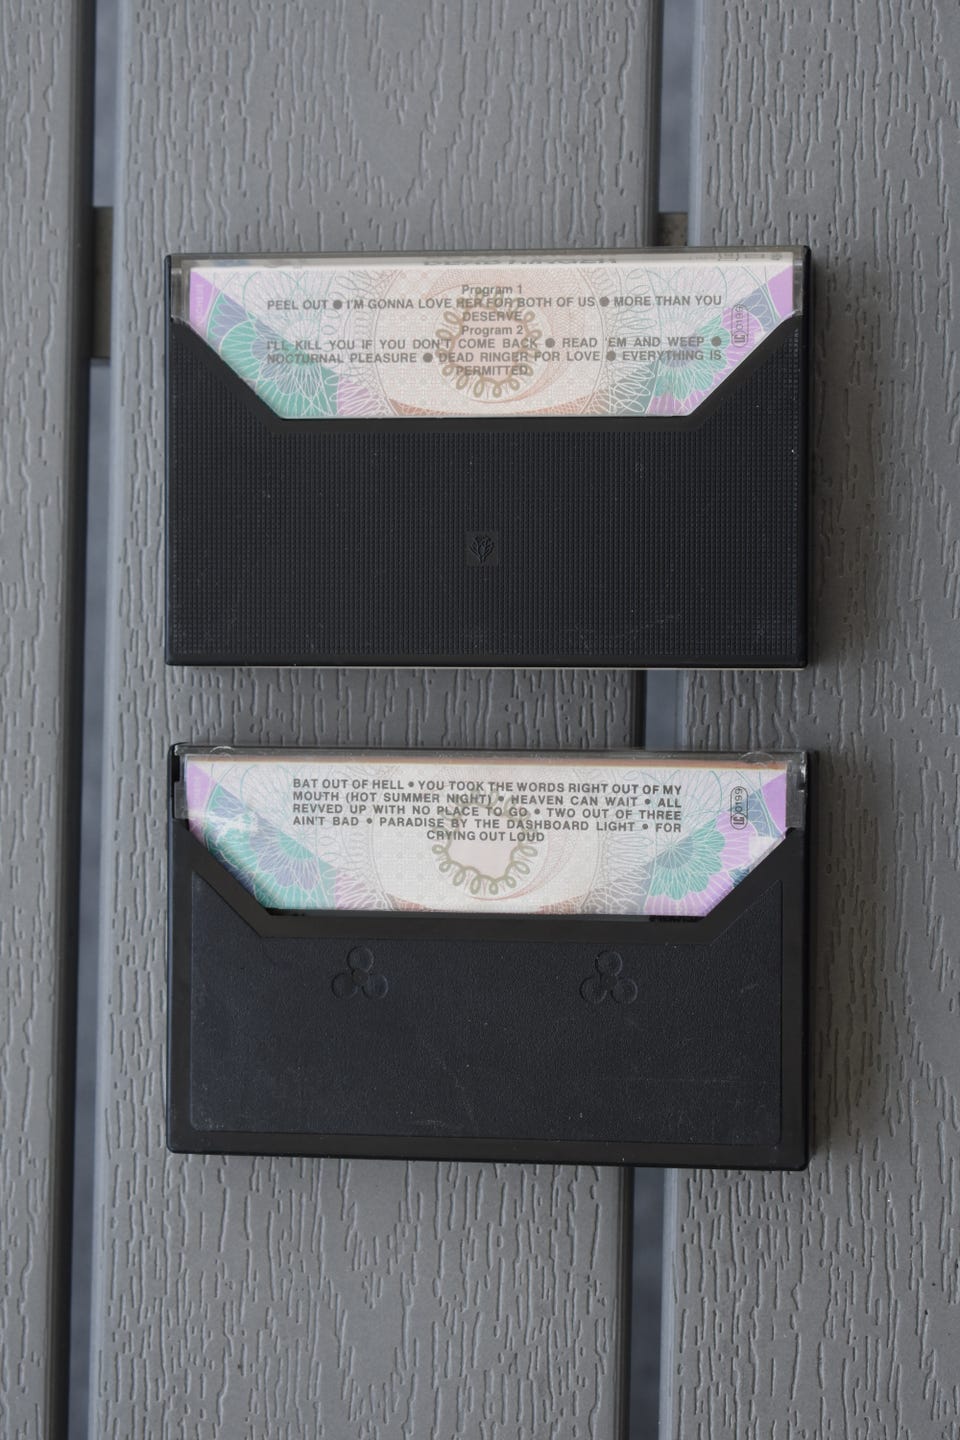 Program 1
PEEL OUT ● I'M GONNA LOVE HER FOR BOTH OF US ● MORE THAN YOU
DESERVE
Program 2
I'LL KILL YOU IF YOU DON'T COME BACK ● READ 'EM AND WEEP ●
NOCTURNAL PLEASURE ● DEAD RINGER FOR LOVE ● EVERYTHING IS
PERMITTED
LC 0199
BAT OUT OF HELL • YOU TOOK THE WORDS RIGHT OUT OF MY
MOUTH (HOT SUMMER NIGHT) • HEAVEN CAN WAIT • ALL
REVVED UP WITH NO PLACE TO GO • TWO OUT OF THREE
AIN'T BAD • PARADISE BY THE DASHBOARD LIGHT • FOR
CRYING OUT LOUD
LC 0199